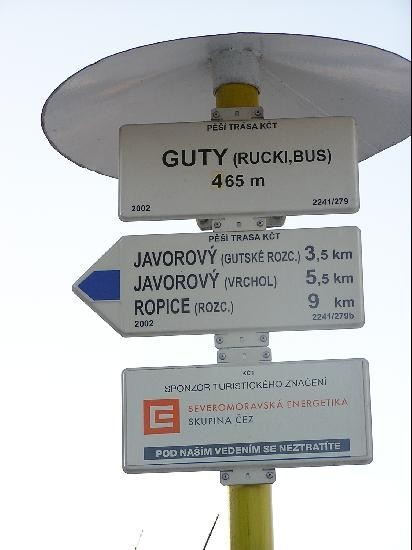 PĚŠÍ TRASA KČT
GUTY (RUCKI,BUS)
465 m
2002 2241/279
PĚŠÍ TRASA KČT
JAVOROVÝ (GUTSKÉ ROZC.) 3,5 km
JAVOROVÝ (VRCHOL) 5,5 km
ROPICE (ROZC.) 9 km
2002 2241/279b
KČT
SPONZOR TURISTICKÉHO ZNAČENÍ
SEVEROMORAVSKÁ ENERGETIKA
SKUPINA ČEZ
POD NAŠÍM VEDENÍM SE NEZTRATÍTE